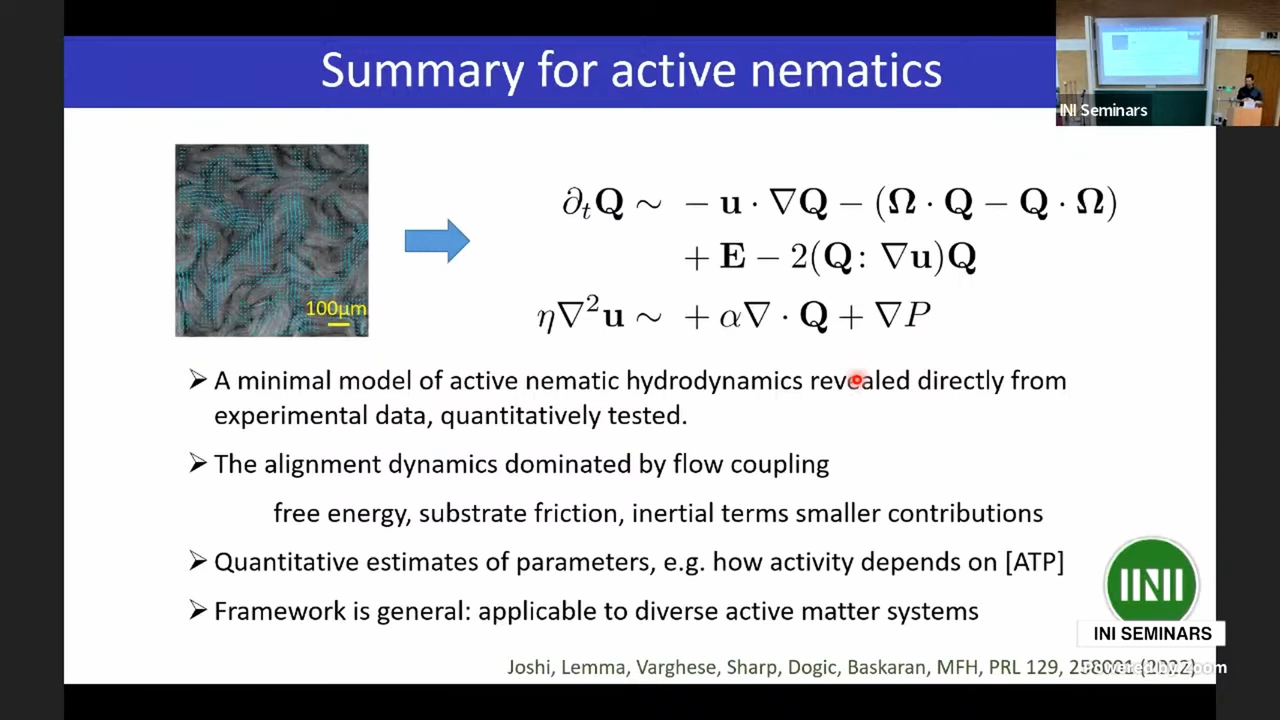 Summary for active nematics
INI Seminars
100μm
∂ₜQ ∼ − u · ∇Q − (Ω · Q − Q · Ω)
+ E − 2(Q : ∇u)Q
η∇²u ∼ + α∇ · Q + ∇P
➢ A minimal model of active nematic hydrodynamics revealed directly from
experimental data, quantitatively tested.
➢ The alignment dynamics dominated by flow coupling
free energy, substrate friction, inertial terms smaller contributions
➢ Quantitative estimates of parameters, e.g. how activity depends on [ATP]
➢ Framework is general: applicable to diverse active matter systems
INI
INI SEMINARS
Joshi, Lemma, Varghese, Sharp, Dogic, Baskaran, MFH, PRL 129,
Powered by Zoom